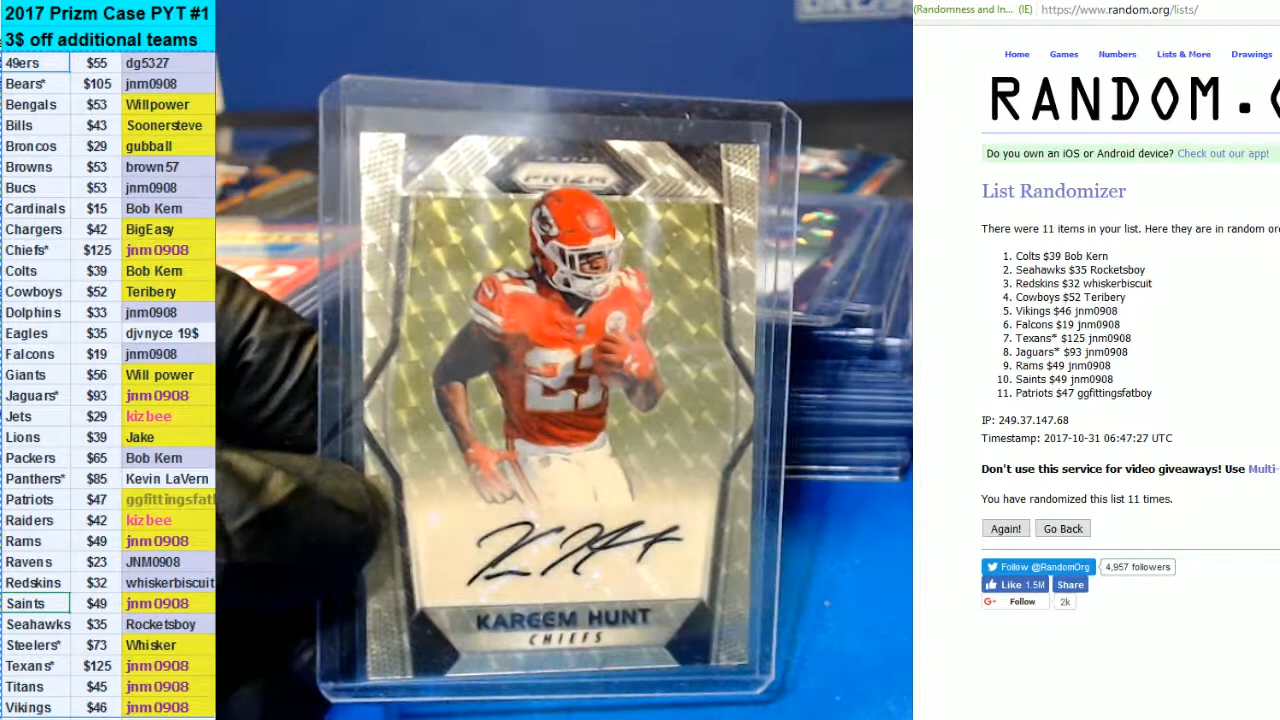 2017 Prizm Case PYT #1
3$ off additional teams
49ers $55 dg5327
Bears* $105 jnm0908
Bengals $53 Willpower
Bills $43 Soonersteve
Broncos $29 gubball
Browns $53 brown57
Bucs $53 jnm0908
Cardinals $15 Bob Kern
Chargers $42 BigEasy
Chiefs* $125 jnm0908
Colts $39 Bob Kern
Cowboys $52 Teribery
Dolphins $33 jnm0908
Eagles $35 djvnyce 19$
Falcons $19 jnm0908
Giants $56 Will power
Jaguars* $93 jnm0908
Jets $29 kizbee
Lions $39 Jake
Packers $65 Bob Kern
Panthers* $85 Kevin LaVern
Patriots $47 ggfittingsfatl
Raiders $42 kizbee
Rams $49 jnm0908
Ravens $23 JNM0908
Redskins $32 whiskerbiscuit
Saints $49 jnm0908
Seahawks $35 Rocketsboy
Steelers* $73 Whisker
Texans* $125 jnm0908
Titans $45 jnm0908
Vikings $46 jnm0908
PRIZM
27
KAREEM HUNT
CHIEFS
(Randomness and In... (IE) https://www.random.org/lists/
Home Games Numbers Lists & More Drawings
RANDOM.
Do you own an iOS or Android device? Check out our app!
List Randomizer
There were 11 items in your list. Here they are in random or
1. Colts $39 Bob Kern
2. Seahawks $35 Rocketsboy
3. Redskins $32 whiskerbiscuit
4. Cowboys $52 Teribery
5. Vikings $46 jnm0908
6. Falcons $19 jnm0908
7. Texans* $125 jnm0908
8. Jaguars* $93 jnm0908
9. Rams $49 jnm0908
10. Saints $49 jnm0908
11. Patriots $47 ggfittingsfatboy
IP: 249.37.147.68
Timestamp: 2017-10-31 06:47:27 UTC
Don't use this service for video giveaways! Use Multi-
You have randomized this list 11 times.
Again! Go Back
Follow @RandomOrg 4,957 followers
Like 1.5M Share
G+ Follow 2k